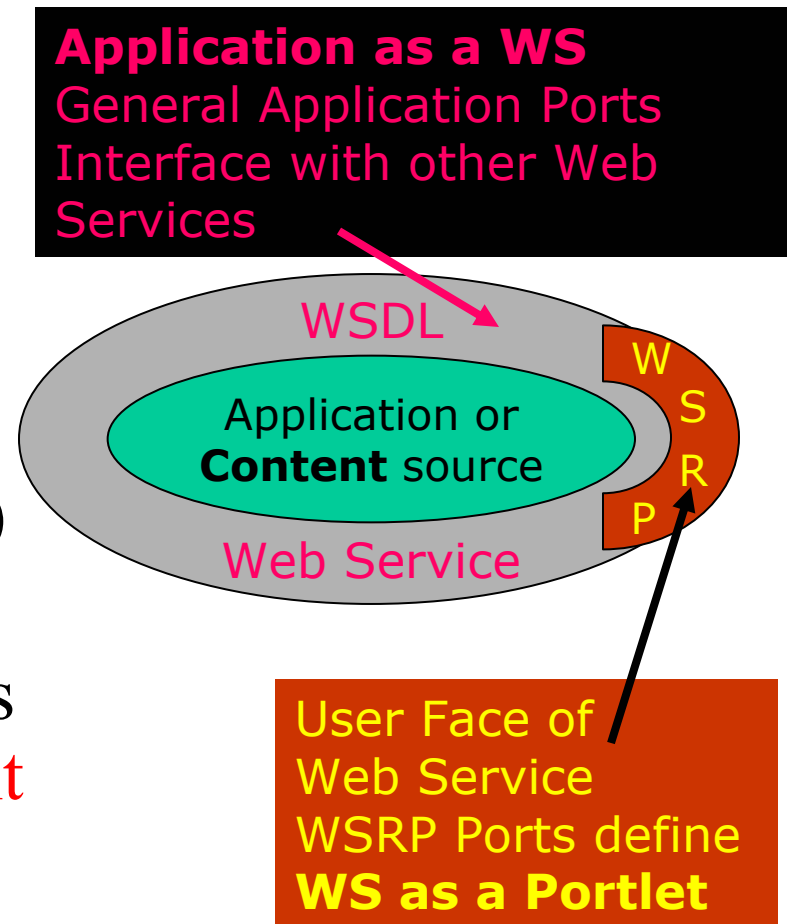 Application as a WS
General Application Ports
Interface with other Web
Services
WSDL
W
S
R
P
Application or
Content source
Web Service
)
s
User Face of
Web Service
WSRP Ports define
WS as a Portlet